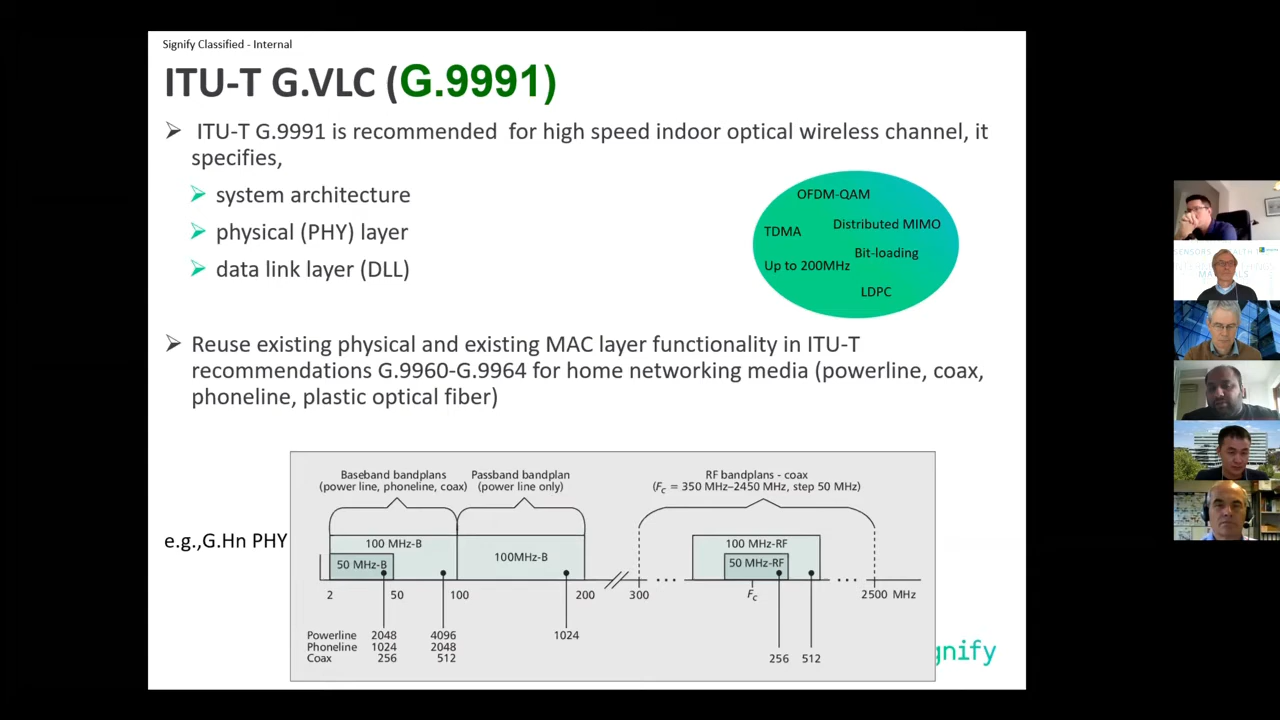 Signify Classified - Internal
ITU-T G.VLC (G.9991)
ITU-T G.9991 is recommended for high speed indoor optical wireless channel, it
specifies,
system architecture
physical (PHY) layer
data link layer (DLL)
OFDM-QAM
TDMA
Distributed MIMO
Bit-loading
Up to 200MHz
LDPC
Reuse existing physical and existing MAC layer functionality in ITU-T
recommendations G.9960-G.9964 for home networking media (powerline, coax,
phoneline, plastic optical fiber)
e.g.,G.Hn PHY
Baseband bandplans
(power line, phoneline, coax)
Passband bandplan
(power line only)
RF bandplans - coax
(Fc = 350 MHz–2450 MHz, step 50 MHz)
100 MHz-B
50 MHz-B
100MHz-B
100 MHz-RF
50 MHz-RF
2 50 100 200 300 Fc 2500 MHz
Powerline 2048 4096 1024
Phoneline 1024 2048
Coax 256 512 256 512
gnify